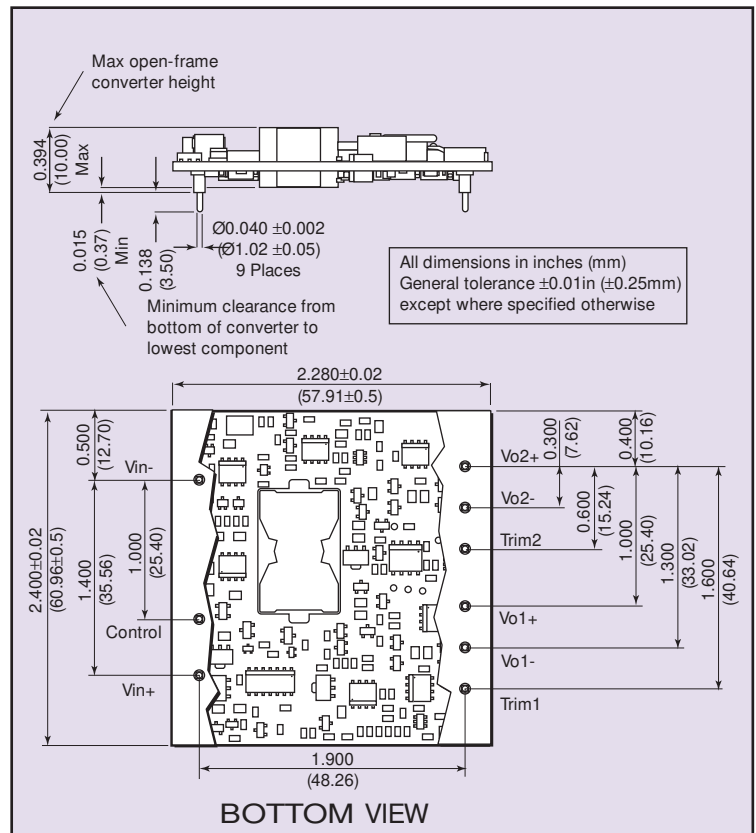 Max open-frame
converter height
0.394
(10.00)
Max
0.015
(0.37)
Min
0.138
(3.50)
Ø0.040 ±0.002
(Ø1.02 ±0.05)
9 Places
Minimum clearance from
bottom of converter to
lowest component
All dimensions in inches (mm)
General tolerance ±0.01in (±0.25mm)
except where specified otherwise
2.280±0.02
(57.91±0.5)
2.400±0.02
(60.96±0.5)
0.500
(12.70)
1.400
(35.56)
1.000
(25.40)
Vin-
Control
Vin+
0.300
(7.62)
0.400
(10.16)
Vo2+
Vo2-
Trim2
Vo1+
Vo1-
Trim1
0.600
(15.24)
1.000
(25.40)
1.300
(33.02)
1.600
(40.64)
1.900
(48.26)
BOTTOM VIEW